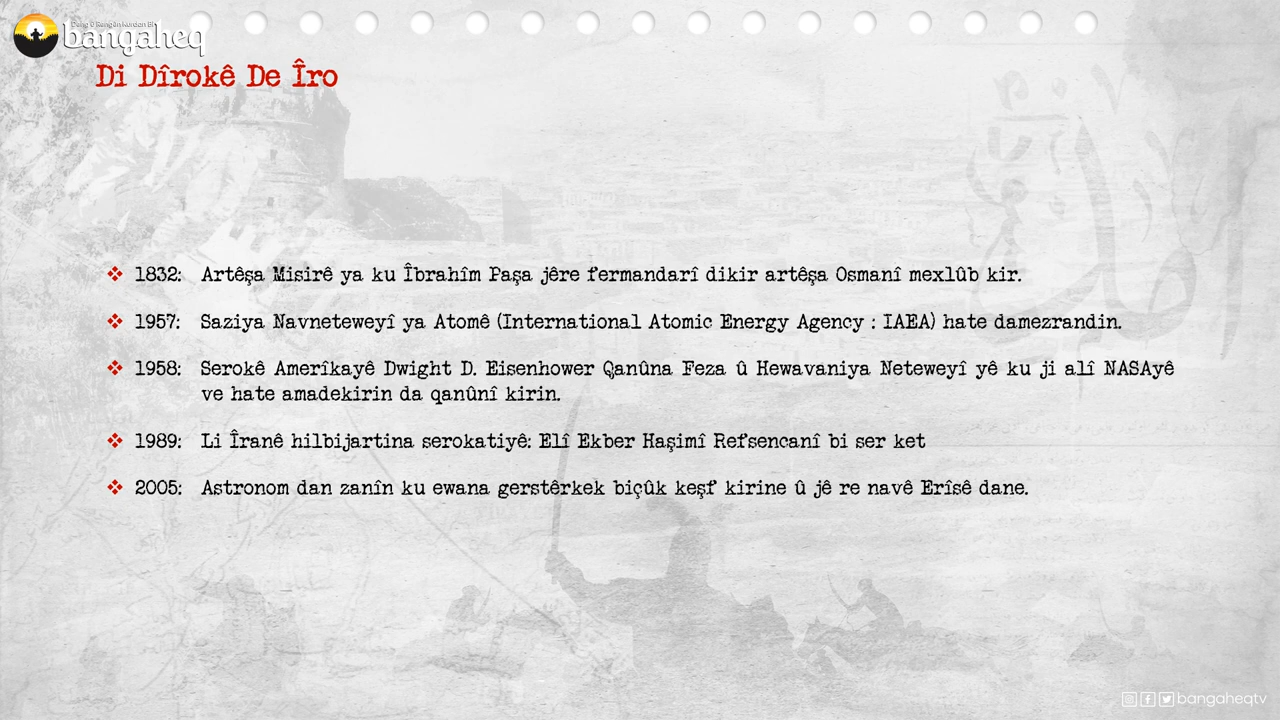 Deng û Rengên Kurdan Bi
bangaheq
Di Dîrokê De Îro
1832: Artêşa Misirê ya ku Îbrahîm Paşa jêre fermandarî dikir artêşa Osmanî mexlûb kir.
1957: Saziya Navneteweyî ya Atomê (International Atomic Energy Agency : IAEA) hate damezrandin.
1958: Serokê Amerîkayê Dwight D. Eisenhower Qanûna Feza û Hewavaniya Neteweyî yê ku ji alî NASAyê
ve hate amadekirin da qanûnî kirin.
1989: Li Îranê hilbijartina serokatiyê: Elî Ekber Haşimî Refsencanî bi ser ket
2005: Astronom dan zanîn ku ewana gerstêrkek biçûk keşf kirine û jê re navê Erîsê dane.
bangaheqtv